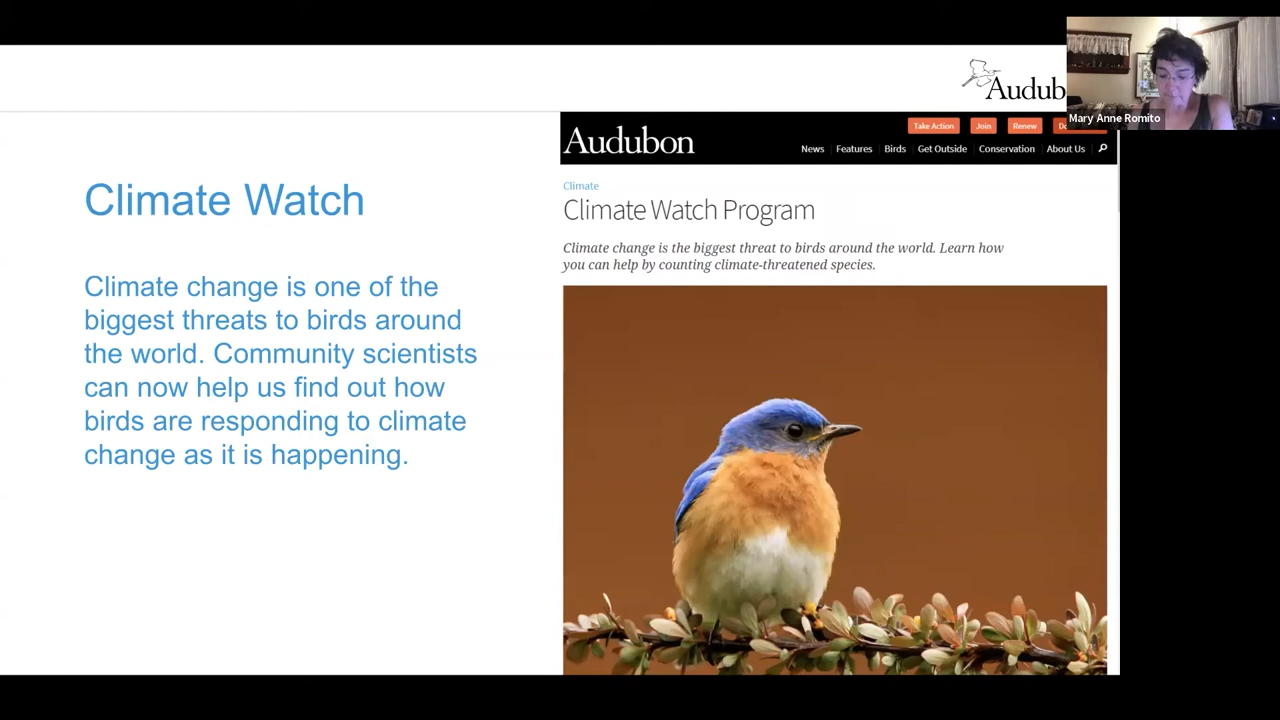 Audub
Mary Anne Romito
Audubon
Take Action Join Renew Do
News Features Birds Get Outside Conservation About Us
Climate Watch
Climate change is one of the
biggest threats to birds around
the world. Community scientists
can now help us find out how
birds are responding to climate
change as it is happening.
Climate
Climate Watch Program
Climate change is the biggest threat to birds around the world. Learn how
you can help by counting climate-threatened species.